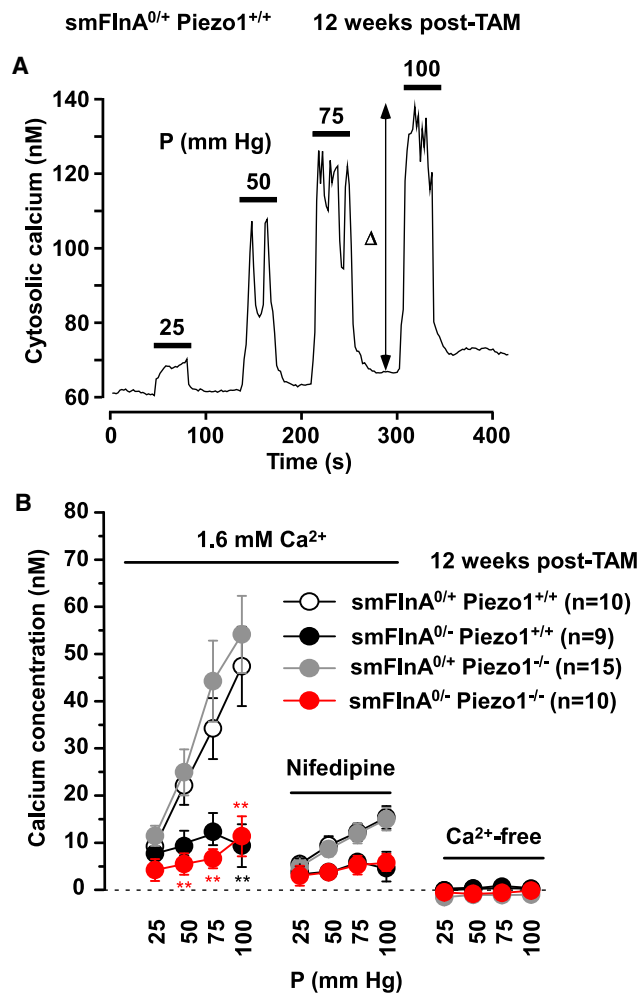 smFlnA0/+ Piezo1+/+ 12 weeks post-TAM
A
100
140
75
P (mm Hg)
120
50
100
Δ
25
80
60
Cytosolic calcium (nM)
0 100 200 300 400
Time (s)
B
80
1.6 mM Ca2+
70
12 weeks post-TAM
60
smFlnA0/+ Piezo1+/+ (n=10)
smFlnA0/- Piezo1+/+ (n=9)
50
smFlnA0/+ Piezo1-/- (n=15)
smFlnA0/- Piezo1-/- (n=10)
40
30
Nifedipine
20
**
Ca2+-free
10
0
** ** **
Calcium concentration (nM)
25 50 75 100 25 50 75 100 25 50 75 100
P (mm Hg)